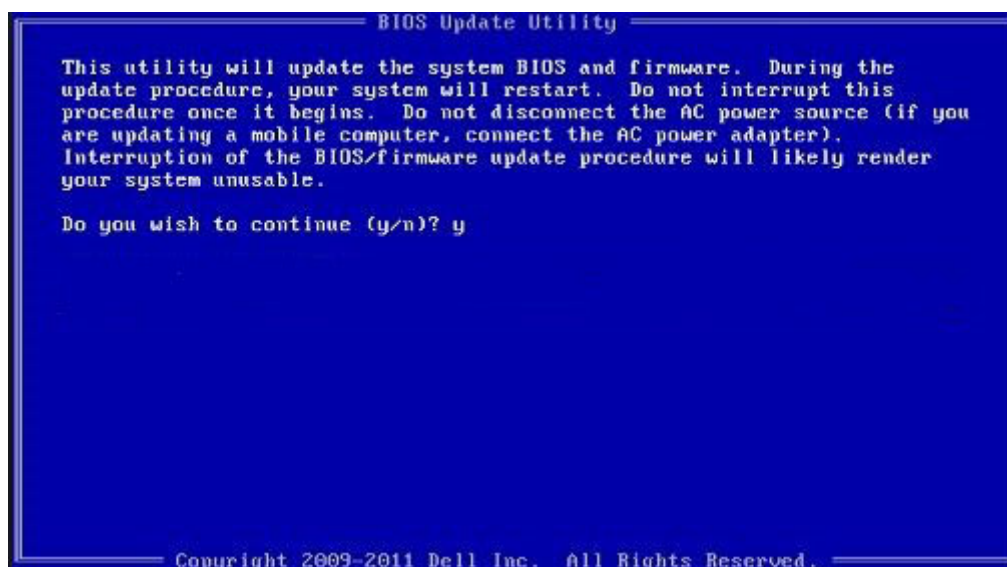 BIOS Update Utility
This utility will update the system BIOS and firmware. During the
update procedure, your system will restart. Do not interrupt this
procedure once it begins. Do not disconnect the AC power source (if you
are updating a mobile computer, connect the AC power adapter).
Interruption of the BIOS/firmware update procedure will likely render
your system unusable.
Do you wish to continue (y/n)? y
Copyright 2009-2011 Dell Inc. All Rights Reserved.